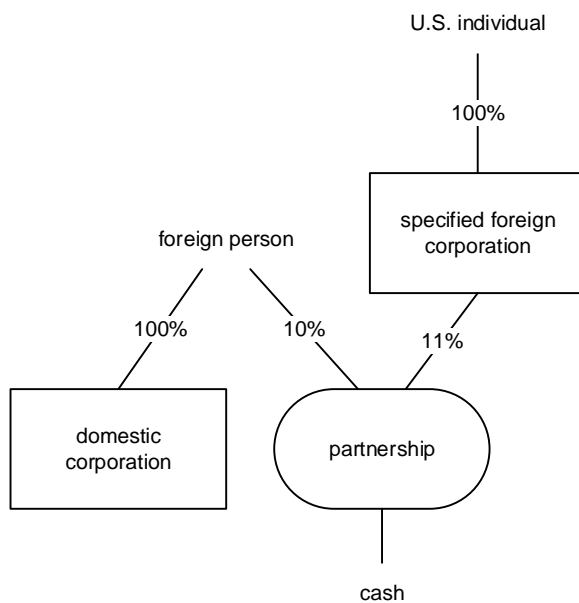 U.S. individual
100%
specified foreign
corporation
foreign person
100%
10%
11%
domestic
corporation
partnership
cash